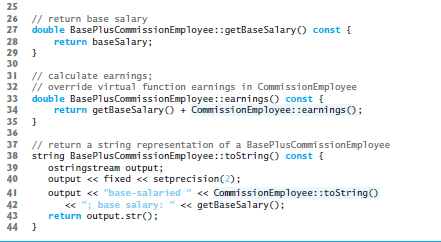 25
26 // return base salary
27 double BasePlusCommissionEmployee::getBaseSalary() const {
28 return baseSalary;
29 }
30
31 // calculate earnings;
32 // override virtual function earnings in CommissionEmployee
33 double BasePlusCommissionEmployee::earnings() const {
34 return getBaseSalary() + CommissionEmployee::earnings();
35 }
36
37 // return a string representation of a BasePlusCommissionEmployee
38 string BasePlusCommissionEmployee::toString() const {
39 ostringstream output;
40 output << fixed << setprecision(2);
41 output << "base-salaried " << CommissionEmployee::toString()
42 << "; base salary: " << getBaseSalary();
43 return output.str();
44 }